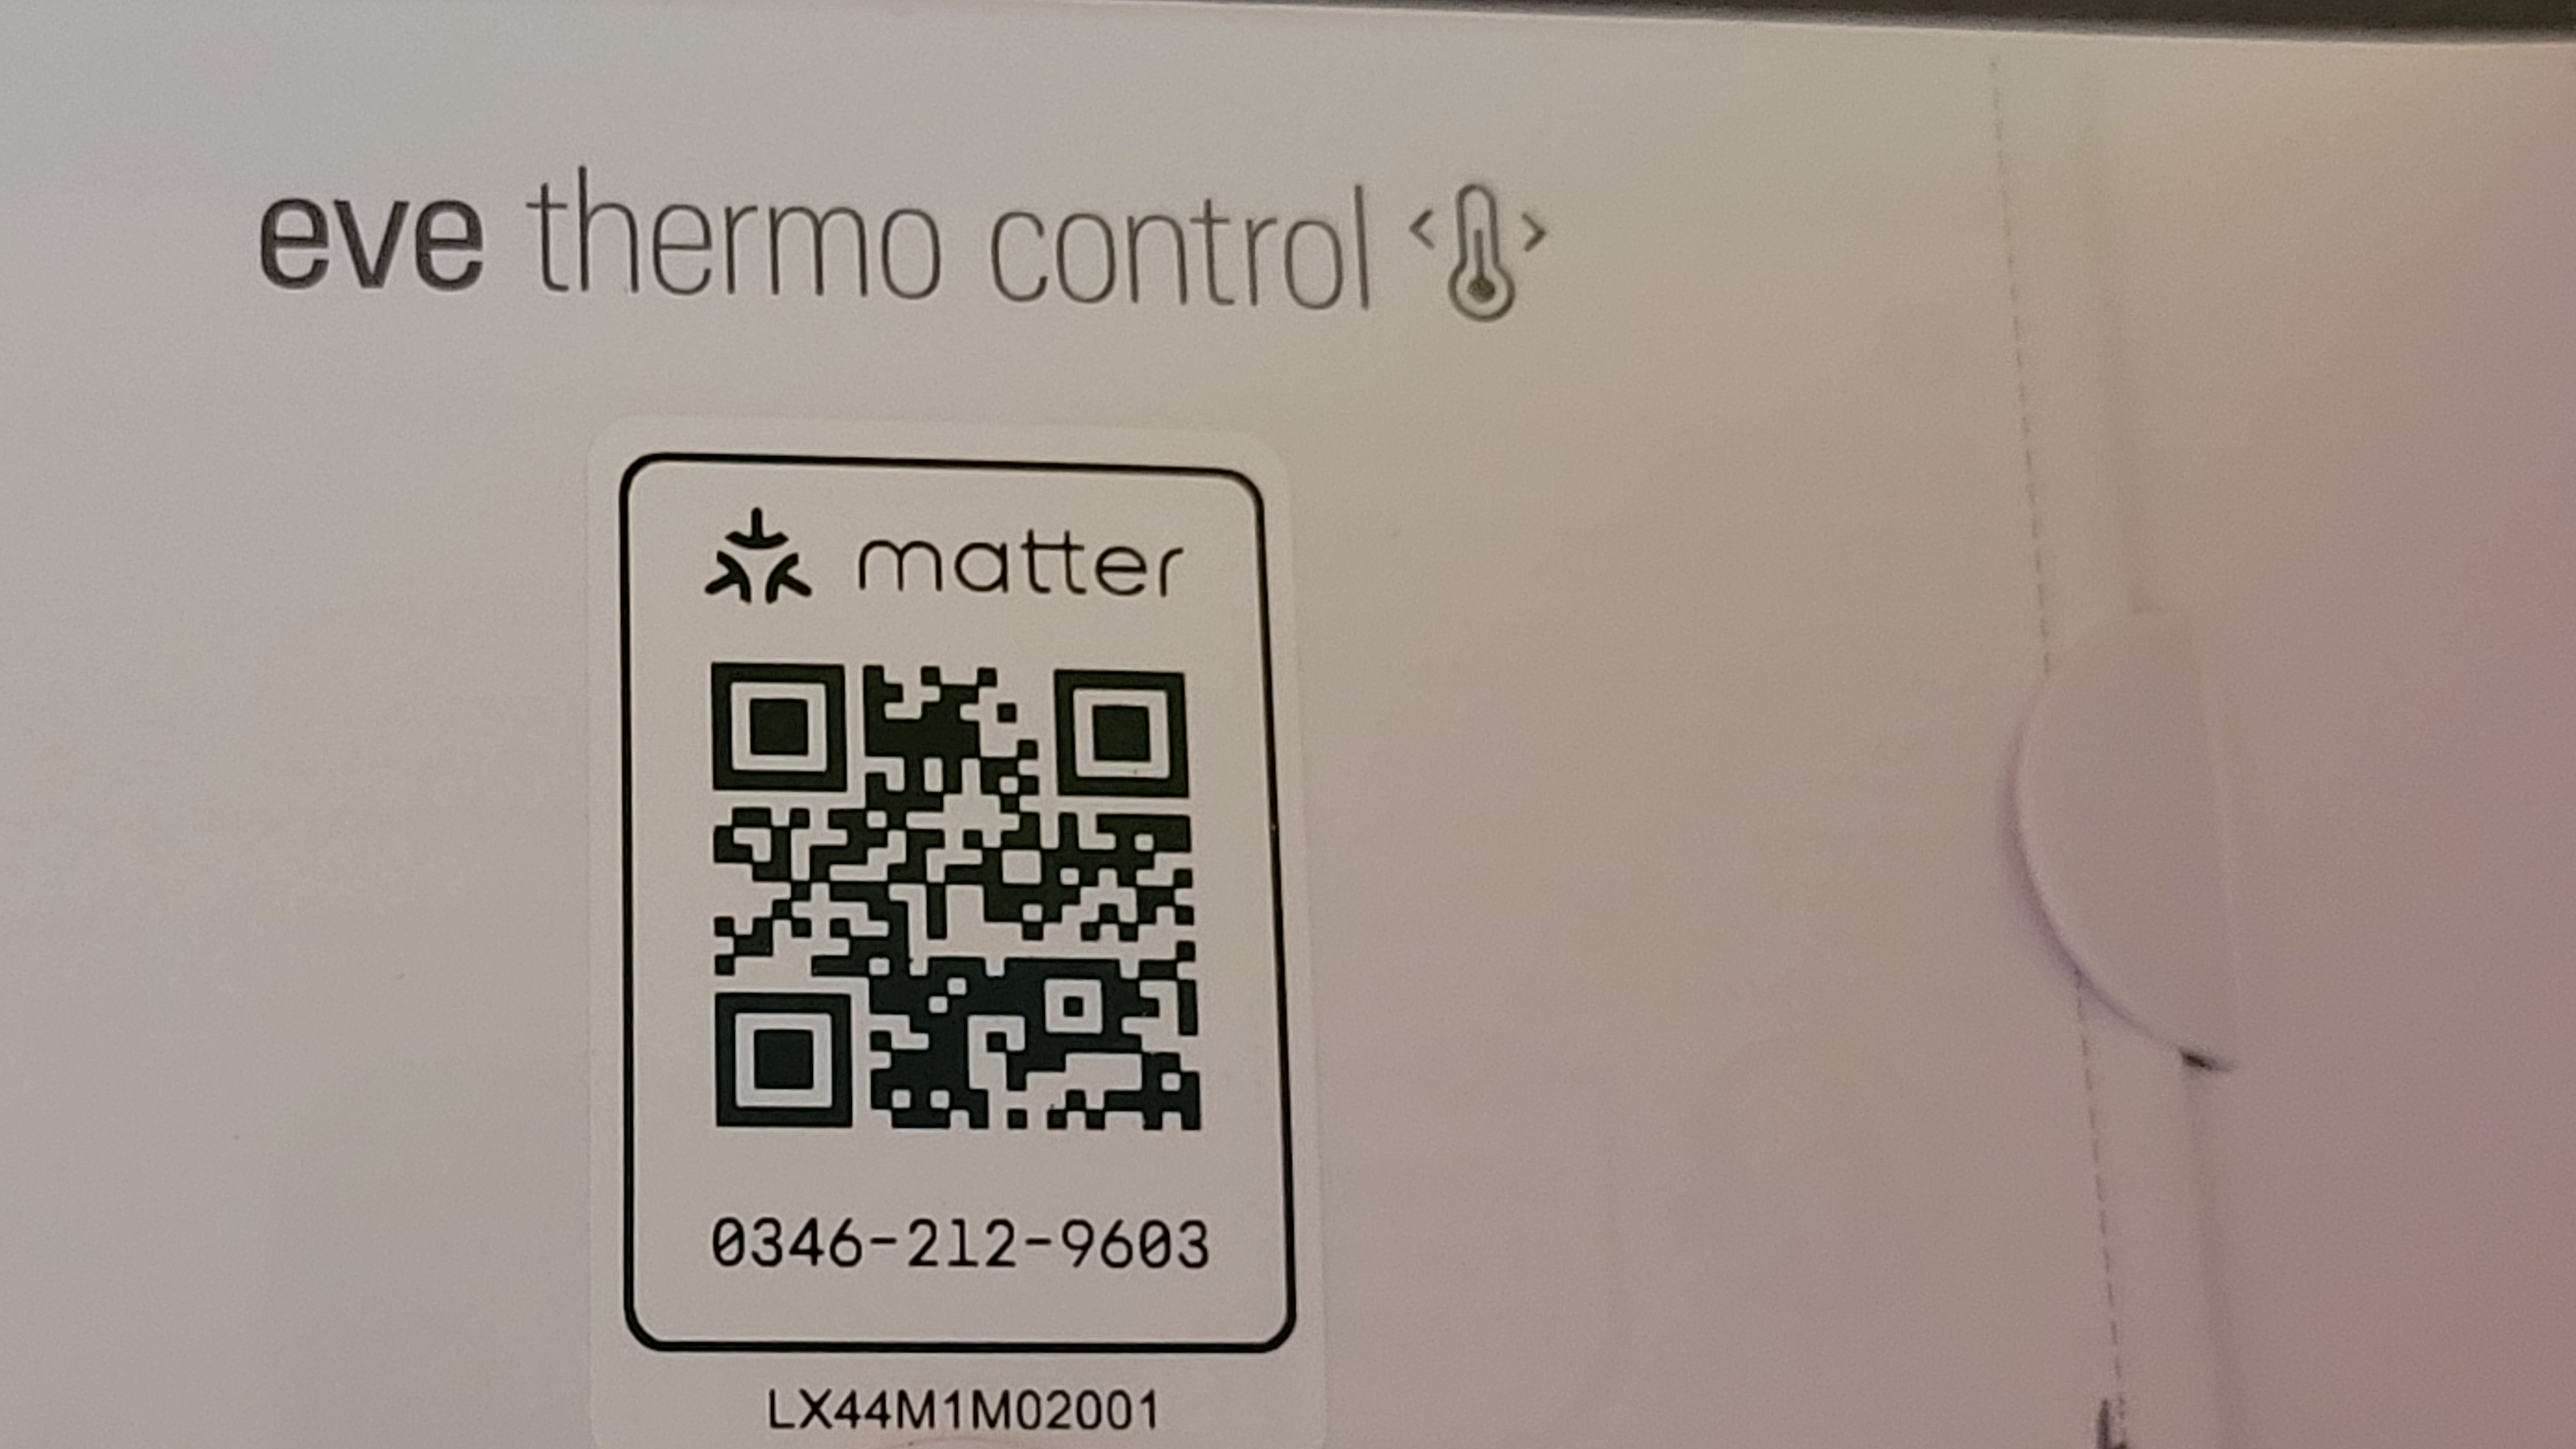 eve thermo control
matter
0346-212-9603
LX44M1M02001